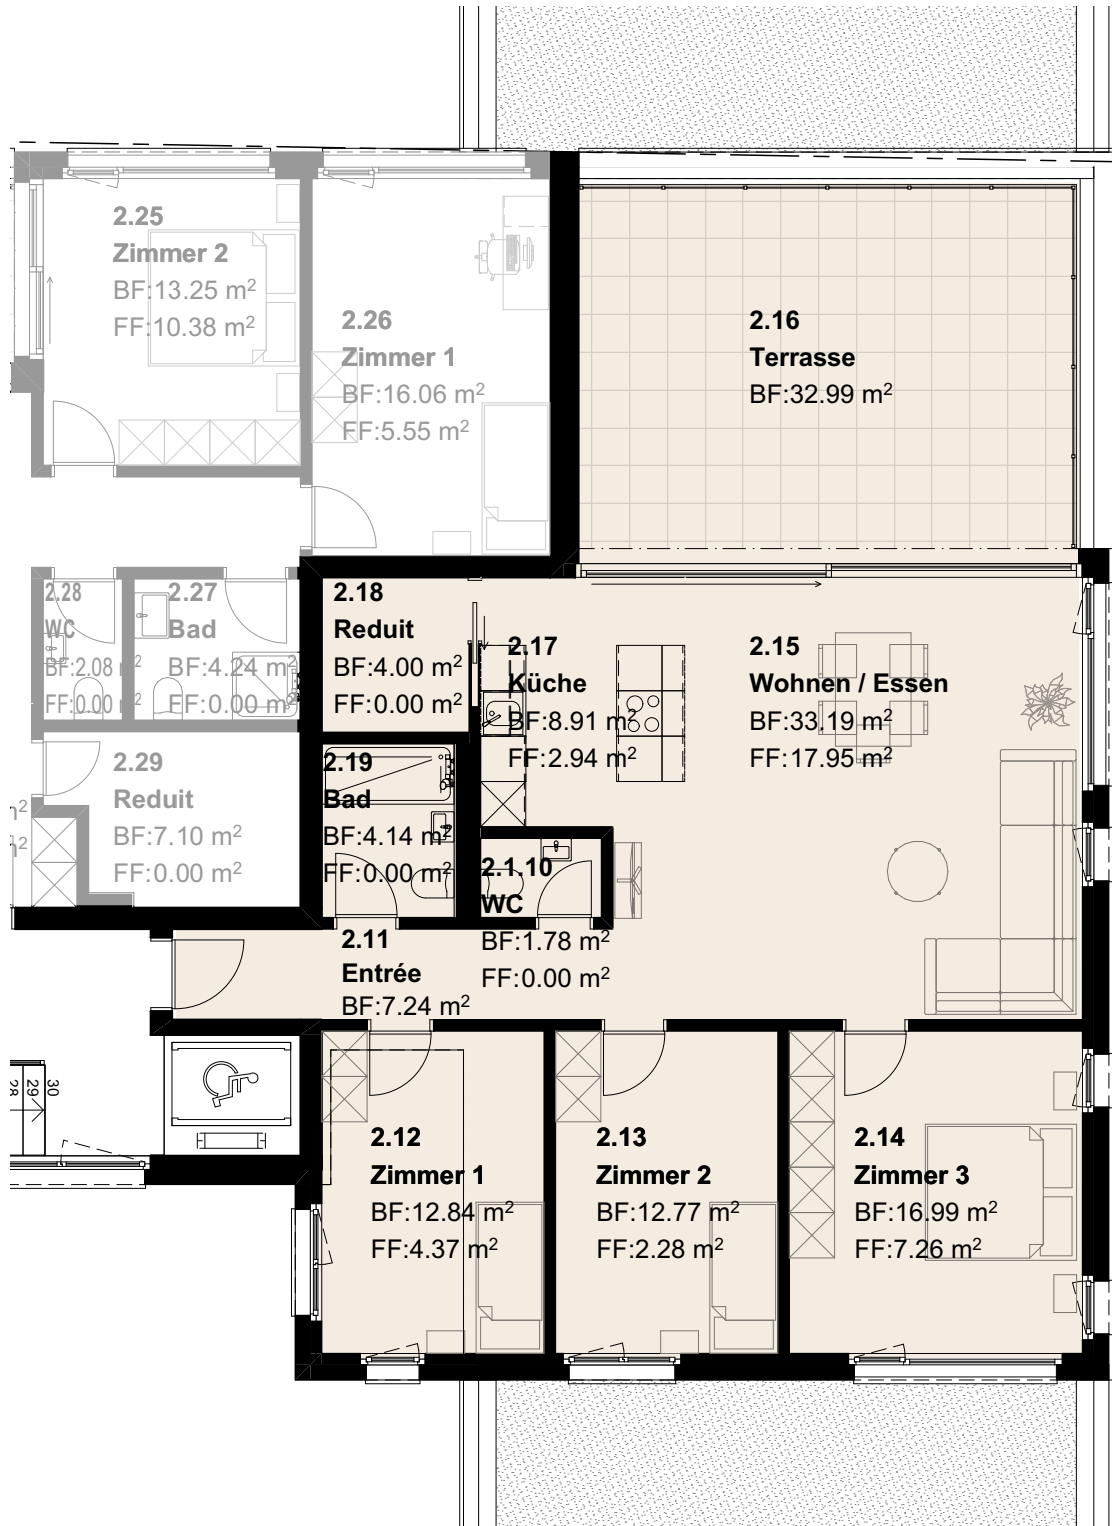 2.25
Zimmer 2
BF:13.25 m²
FF:10.38 m²
2.26
Zimmer 1
BF:16.06 m²
FF:5.55 m²
2.16
Terrasse
BF:32.99 m²
2.28
WC
BF:2.08 m²
FF:0.00 m²
2.27
Bad
BF:4.24 m²
FF:0.00 m²
2.18
Reduit
BF:4.00 m²
FF:0.00 m²
2.17
Küche
BF:8.91 m²
FF:2.94 m²
2.15
Wohnen / Essen
BF:33.19 m²
FF:17.95 m²
2.29
Reduit
BF:7.10 m²
FF:0.00 m²
m²
m²
2.19
Bad
BF:4.14 m²
FF:0.00 m²
2.1.10
WC
BF:1.78 m²
FF:0.00 m²
2.11
Entrée
BF:7.24 m²
28
29
30
2.12
Zimmer 1
BF:12.84 m²
FF:4.37 m²
2.13
Zimmer 2
BF:12.77 m²
FF:2.28 m²
2.14
Zimmer 3
BF:16.99 m²
FF:7.26 m²